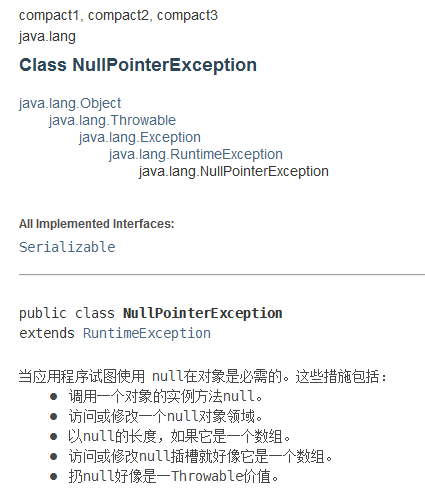 compact1, compact2, compact3
java.lang
Class NullPointerException
java.lang.Object
java.lang.Throwable
java.lang.Exception
java.lang.RuntimeException
java.lang.NullPointerException
All Implemented Interfaces:
Serializable
public class NullPointerException
extends RuntimeException
当应用程序试图使用 null在对象是必需的。这些措施包括：
● 调用一个对象的实例方法null。
● 访问或修改一个null对象领域。
● 以null的长度，如果它是一个数组。
● 访问或修改null插槽就好像它是一个数组。
● 扔null好像是一Throwable价值。